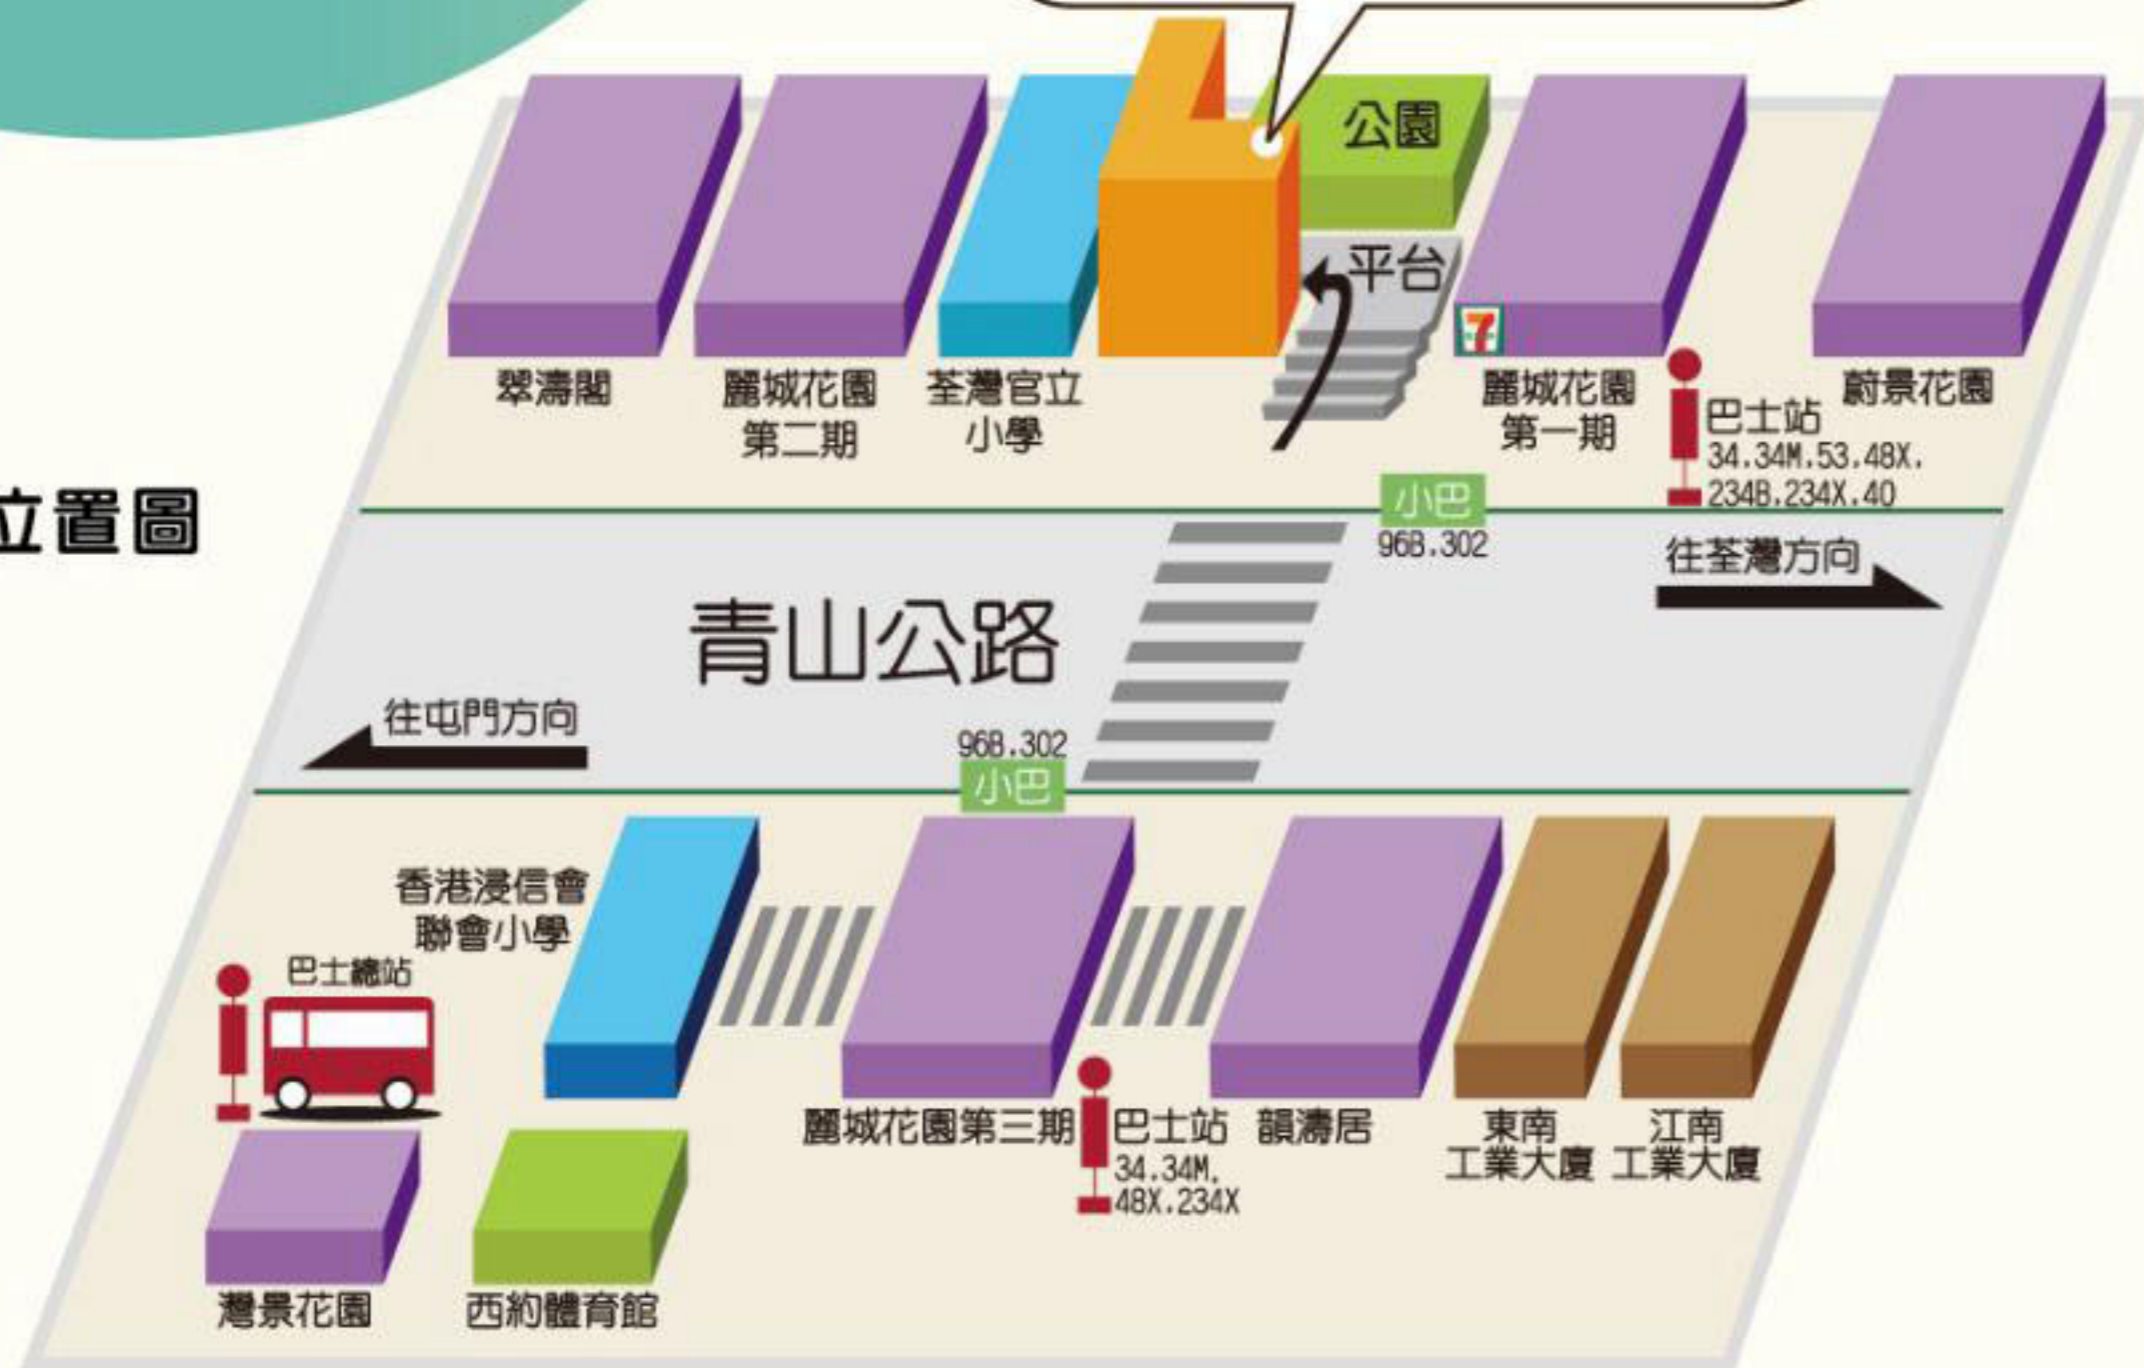 公園
平台
7
翠濤閣
麗城花園
第二期
荃灣官立
小學
麗城花園
第一期
巴士站
34.34M.53.48X.
234B.234X.40
蔚景花園
位置圖
小巴
96B.302
往荃灣方向
青山公路
往屯門方向
96B.302
小巴
香港浸信會
聯會小學
巴士總站
麗城花園第三期
巴士站
34.34M.
48X.234X
韻濤居
東南
工業大廈
江南
工業大廈
灣景花園
西約體育館